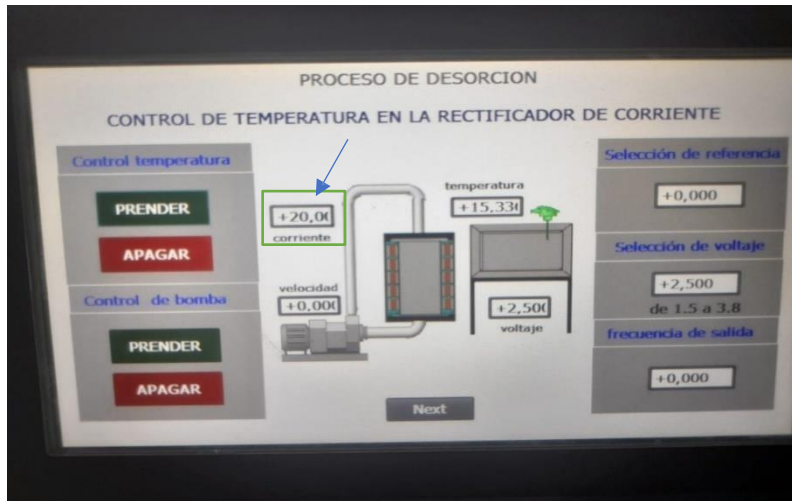 PROCESO DE DESORCION
CONTROL DE TEMPERATURA EN LA RECTIFICADOR DE CORRIENTE
Control temperatura
PRENDER
APAGAR
Control de bomba
PRENDER
APAGAR
+20,0(
corriente
velocidad
+0,00(
temperatura
+15,33(
+2,50(
voltaje
Next
Selección de referencia
+0,000
Selección de voltaje
+2,500
de 1.5 a 3.8
frecuencia de salida
+0,000